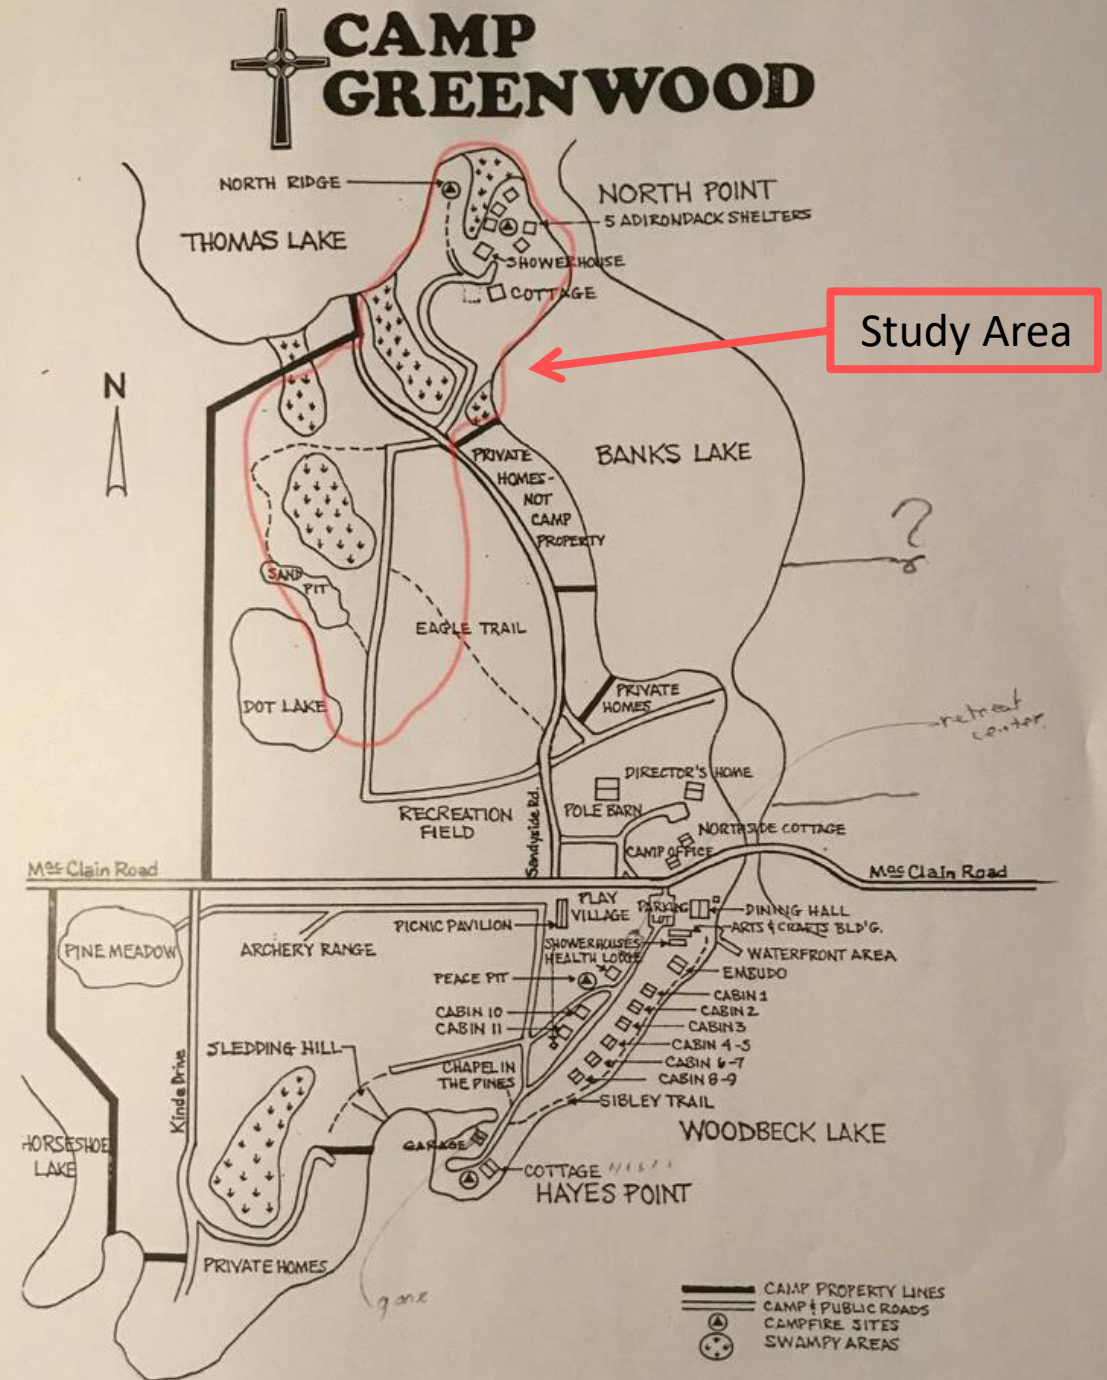 CAMP
GREENWOOD
NORTH RIDGE
NORTH POINT
5 ADIRONDACK SHELTERS
THOMAS LAKE
SHOWERHOUSE
COTTAGE
Study Area
N
PRIVATE
HOMES-
NOT
CAMP
PROPERTY
BANKS LAKE
?
SAND
PIT
EAGLE TRAIL
DOT LAKE
PRIVATE
HOMES
retreat
center
DIRECTOR'S HOME
POLE BARN
RECREATION
FIELD
Sandyside Rd.
NORTHSIDE COTTAGE
CAMP OFFICE
Mac Clain Road
Mac Clain Road
PLAY
VILLAGE
PARKING
LOT
DINING HALL
PICNIC PAVILION
ARTS & CRAFTS BLD'G.
PINE MEADOW
ARCHERY RANGE
SHOWERHOUSES
HEALTH LODGE
WATERFRONT AREA
EMBUDO
PEACE PIT
CABIN 1
CABIN 2
CABIN 10
CABIN 11
CABIN 3
CABIN 4-5
SLEDDING HILL
CHAPEL IN
THE PINES
CABIN 6-7
CABIN 8-9
Kinda Drive
SIBLEY TRAIL
HORSESHOE
LAKE
WOODBECK LAKE
GARAGE
COTTAGE
HAYES POINT
PRIVATE HOMES
gone
CAMP PROPERTY LINES
CAMP & PUBLIC ROADS
CAMPFIRE SITES
SWAMPY AREAS